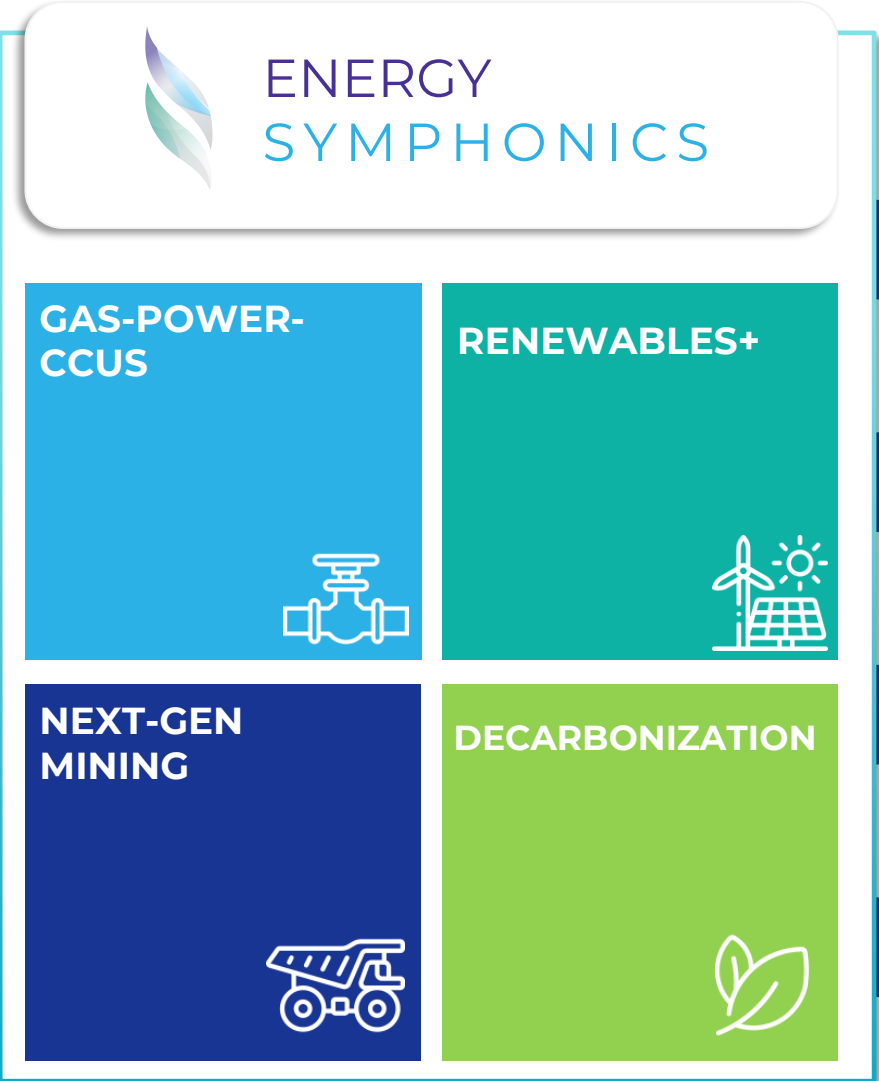 ENERGY
SYMPHONICS
GAS-POWER-
CCUS
RENEWABLES+
NEXT-GEN
MINING
DECARBONIZATION